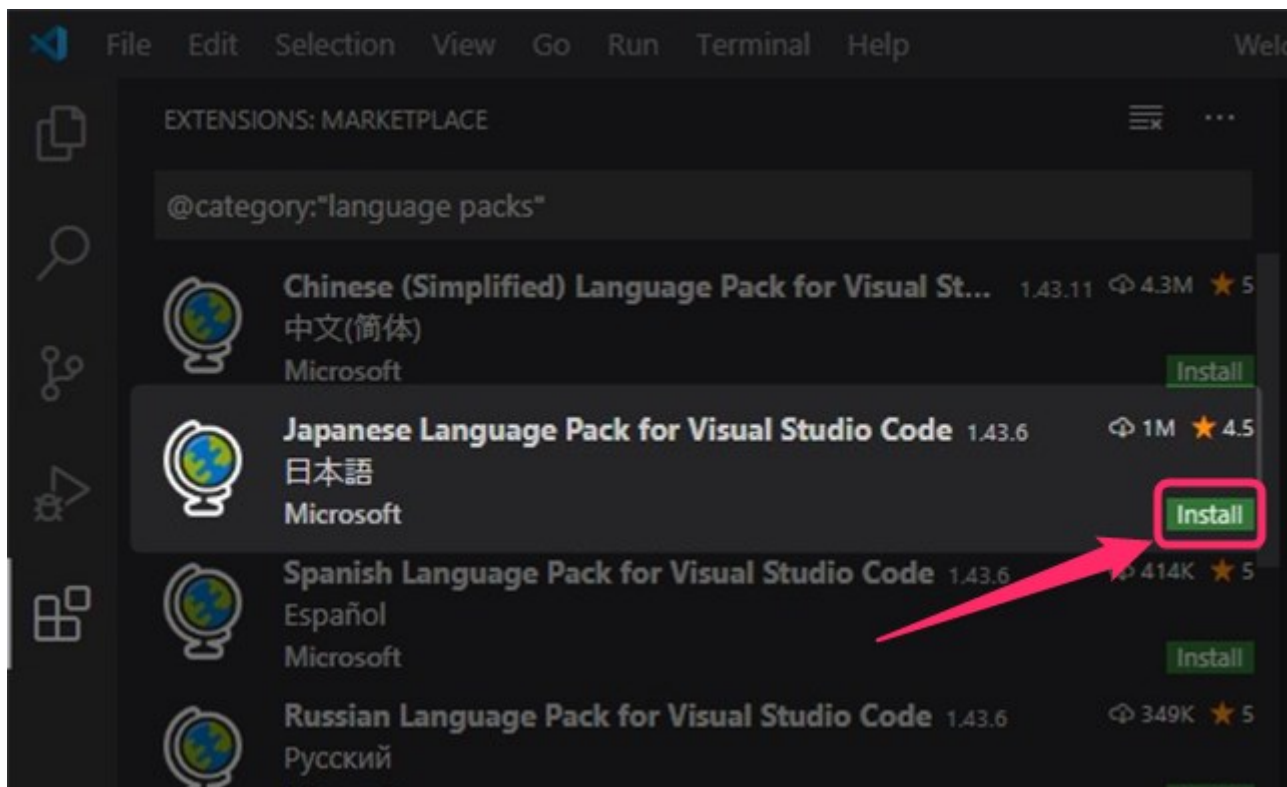 File Edit Selection View Go Run Terminal Help
EXTENSIONS: MARKETPLACE
@category:"language packs"
Chinese (Simplified) Language Pack for Visual St... 1.43.11 4.3M 5
中文(简体)
Microsoft Install
Japanese Language Pack for Visual Studio Code 1.43.6 1M 4.5
日本語
Microsoft Install
Spanish Language Pack for Visual Studio Code 1.43.6 414K 5
Español
Microsoft Install
Russian Language Pack for Visual Studio Code 1.43.6 349K 5
Русский